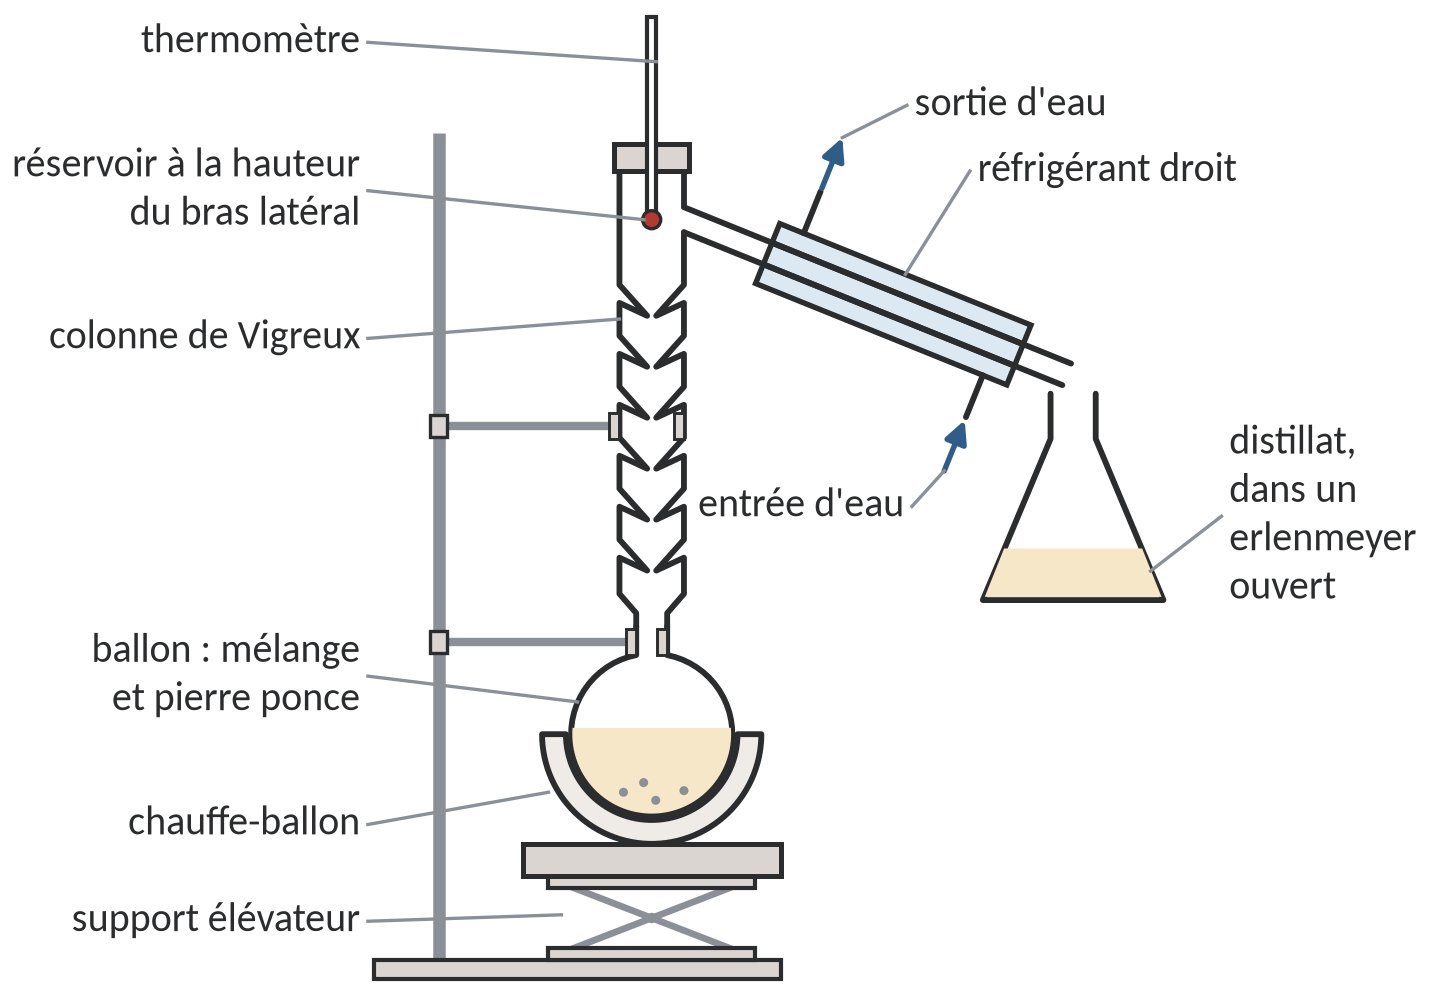 thermomètre
sortie d'eau
réservoir à la hauteur
du bras latéral
réfrigérant droit
colonne de Vigreux
entrée d'eau
distillat,
dans un
erlenmeyer
ouvert
ballon : mélange
et pierre ponce
chauffe-ballon
support élévateur